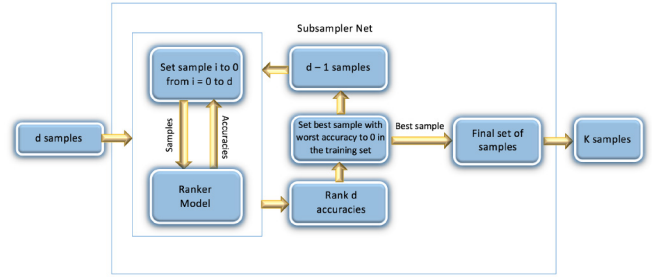 Subsampler Net
Set sample i to 0
from i = 0 to d
d – 1 samples
d samples
Samples
Accuracies
Set best sample with
worst accuracy to 0 in
the training set
Best sample
Final set of
samples
K samples
Ranker
Model
Rank d
accuracies